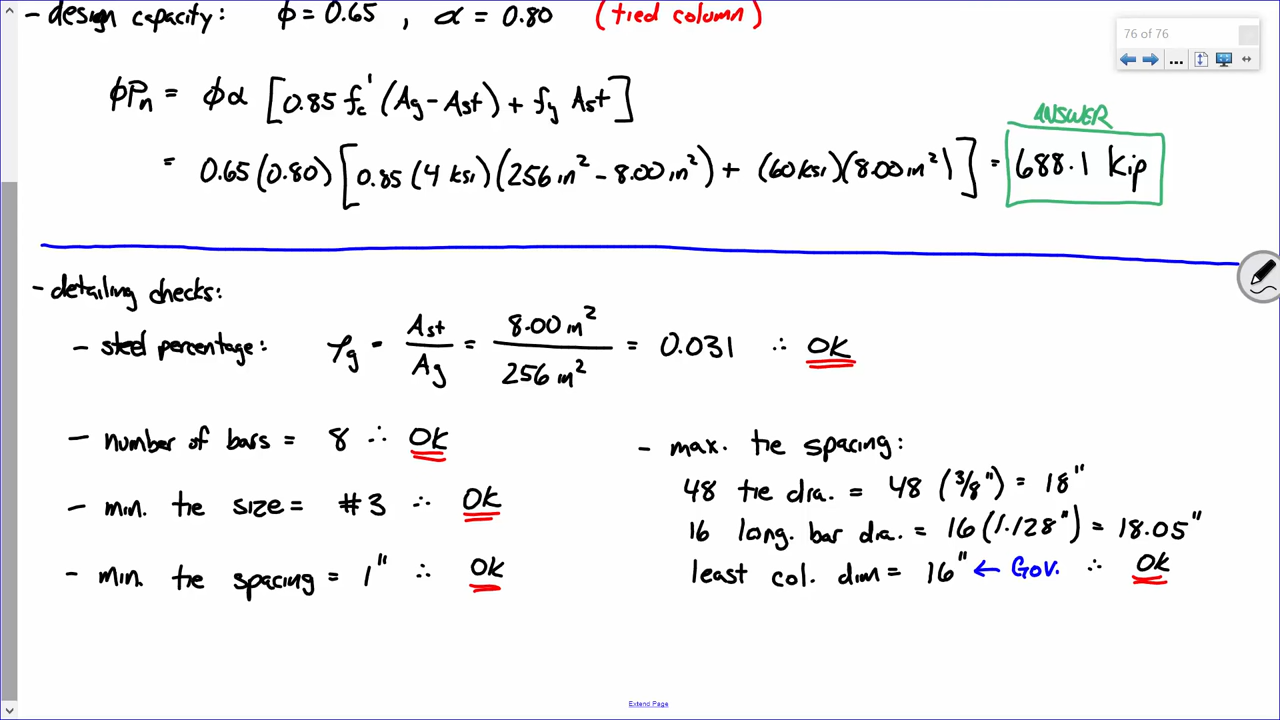 - design capacity: ϕ = 0.65 , α = 0.80 (tied column)
76 of 76
ϕPn = ϕα [0.85 fc' (Ag - Ast) + fy Ast]
ANSWER
= 0.65 (0.80) [0.85 (4 ksi) (256 in² - 8.00 in²) + (60 ksi)(8.00 in²)] = 688.1 kip
- detailing checks:
- steel percentage: ρg = Ast / Ag = 8.00 in² / 256 in² = 0.031 ∴ OK
- number of bars = 8 ∴ OK
- min. tie size = #3 ∴ OK
- min. tie spacing = 1" ∴ OK
- max. tie spacing:
48 tie dia. = 48 (3/8") = 18"
16 long. bar dia. = 16 (1.128") = 18.05"
least col. dim = 16" ← GOV. ∴ OK
Extend Page